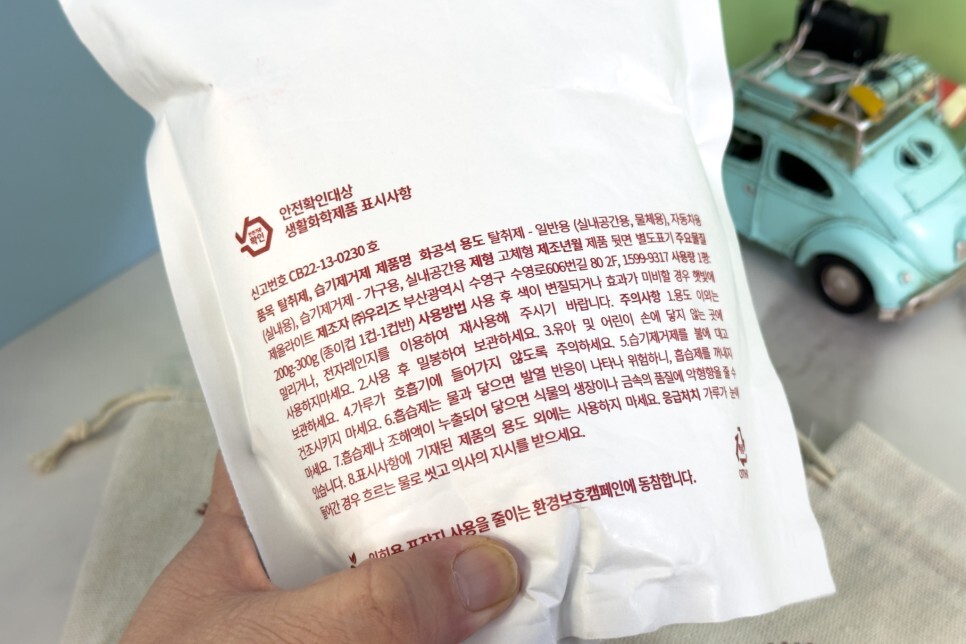 안전확인대상
생활화학제품 표시사항
확인
신고번호 CB22-13-0230 호
품목 탈취제, 습기제거제 제품명 화공석 용도 탈취제 - 일반용 (실내공간용, 물체용), 자동차용
(실내용), 습기제거제 - 가구용, 실내공간용 제형 고체형 제조년월 제품 뒷면 별도표기 주요물질
제올라이트 제조자 ㈜우리즈 부산광역시 수영구 수영로606번길 80 2F, 1599-9317 사용량 1평:
200g-300g (종이컵 1컵-1컵반) 사용방법 사용 후 색이 변질되거나 효과가 미비할 경우 햇빛에
말리거나, 전자레인지를 이용하여 재사용해 주시기 바랍니다. 주의사항 1.용도 이외는
사용하지마세요. 2.사용 후 밀봉하여 보관하세요. 3.유아 및 어린이 손에 닿지 않는 곳에
보관하세요. 4.가루가 호흡기에 들어가지 않도록 주의하세요. 5.습기제거제를 불에 대고
건조시키지 마세요. 6.흡습제는 물과 닿으면 발열 반응이 나타나 위험하니, 흡습제를 꺼내지
마세요. 7.흡습제나 조해액이 누출되어 닿으면 식물의 생장이나 금속의 품질에 악형향을 줄 수
있습니다. 8.표시사항에 기재된 제품의 용도 외에는 사용하지 마세요. 응급처치 가루가 눈에
들어간 경우 흐르는 물로 씻고 의사의 지시를 받으세요.
OTHER
포장지 사용을 줄이는 환경보호캠페인에 동참합니다.